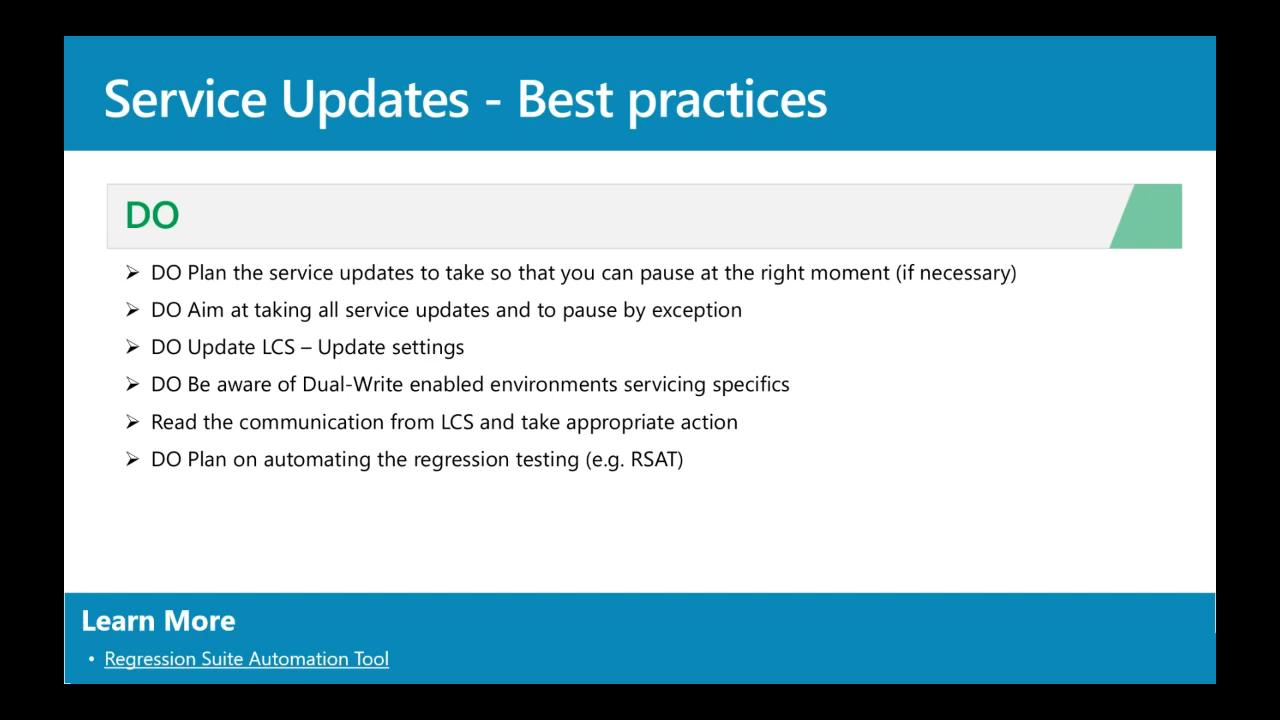 Service Updates - Best practices
DO
➢ DO Plan the service updates to take so that you can pause at the right moment (if necessary)
➢ DO Aim at taking all service updates and to pause by exception
➢ DO Update LCS – Update settings
➢ DO Be aware of Dual-Write enabled environments servicing specifics
➢ Read the communication from LCS and take appropriate action
➢ DO Plan on automating the regression testing (e.g. RSAT)
Learn More
• Regression Suite Automation Tool